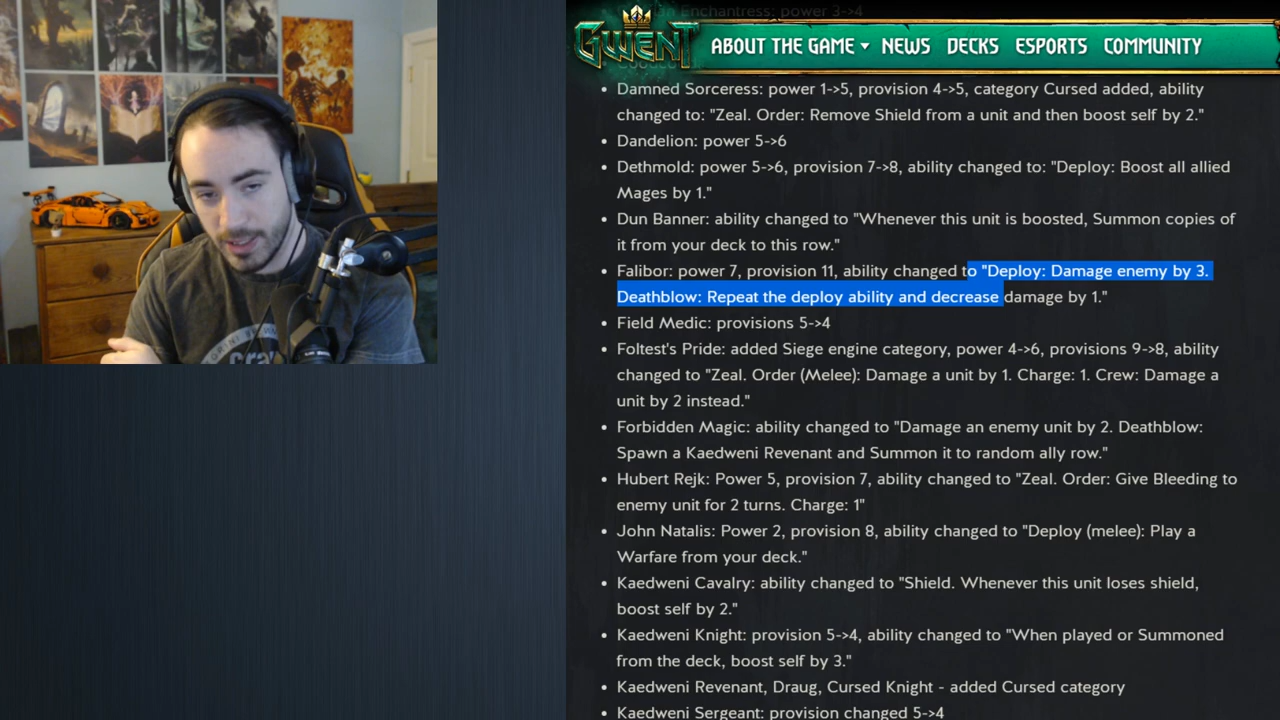 an Enchantress: power 3->4
GWENT
ABOUT THE GAME NEWS DECKS ESPORTS COMMUNITY
Damned Sorceress: power 1->5, provision 4->5, category Cursed added, ability
changed to: "Zeal. Order: Remove Shield from a unit and then boost self by 2."
Dandelion: power 5->6
Dethmold: power 5->6, provision 7->8, ability changed to: "Deploy: Boost all allied
Mages by 1."
Dun Banner: ability changed to "Whenever this unit is boosted, Summon copies of
it from your deck to this row."
Falibor: power 7, provision 11, ability changed to "Deploy: Damage enemy by 3.
Deathblow: Repeat the deploy ability and decrease damage by 1."
Field Medic: provisions 5->4
Foltest's Pride: added Siege engine category, power 4->6, provisions 9->8, ability
changed to "Zeal. Order (Melee): Damage a unit by 1. Charge: 1. Crew: Damage a
unit by 2 instead."
Forbidden Magic: ability changed to "Damage an enemy unit by 2. Deathblow:
Spawn a Kaedweni Revenant and Summon it to random ally row."
Hubert Rejk: Power 5, provision 7, ability changed to "Zeal. Order: Give Bleeding to
enemy unit for 2 turns. Charge: 1"
John Natalis: Power 2, provision 8, ability changed to "Deploy (melee): Play a
Warfare from your deck."
Kaedweni Cavalry: ability changed to "Shield. Whenever this unit loses shield,
boost self by 2."
Kaedweni Knight: provision 5->4, ability changed to "When played or Summoned
from the deck, boost self by 3."
Kaedweni Revenant, Draug, Cursed Knight - added Cursed category
Kaedweni Sergeant: provision changed 5->4